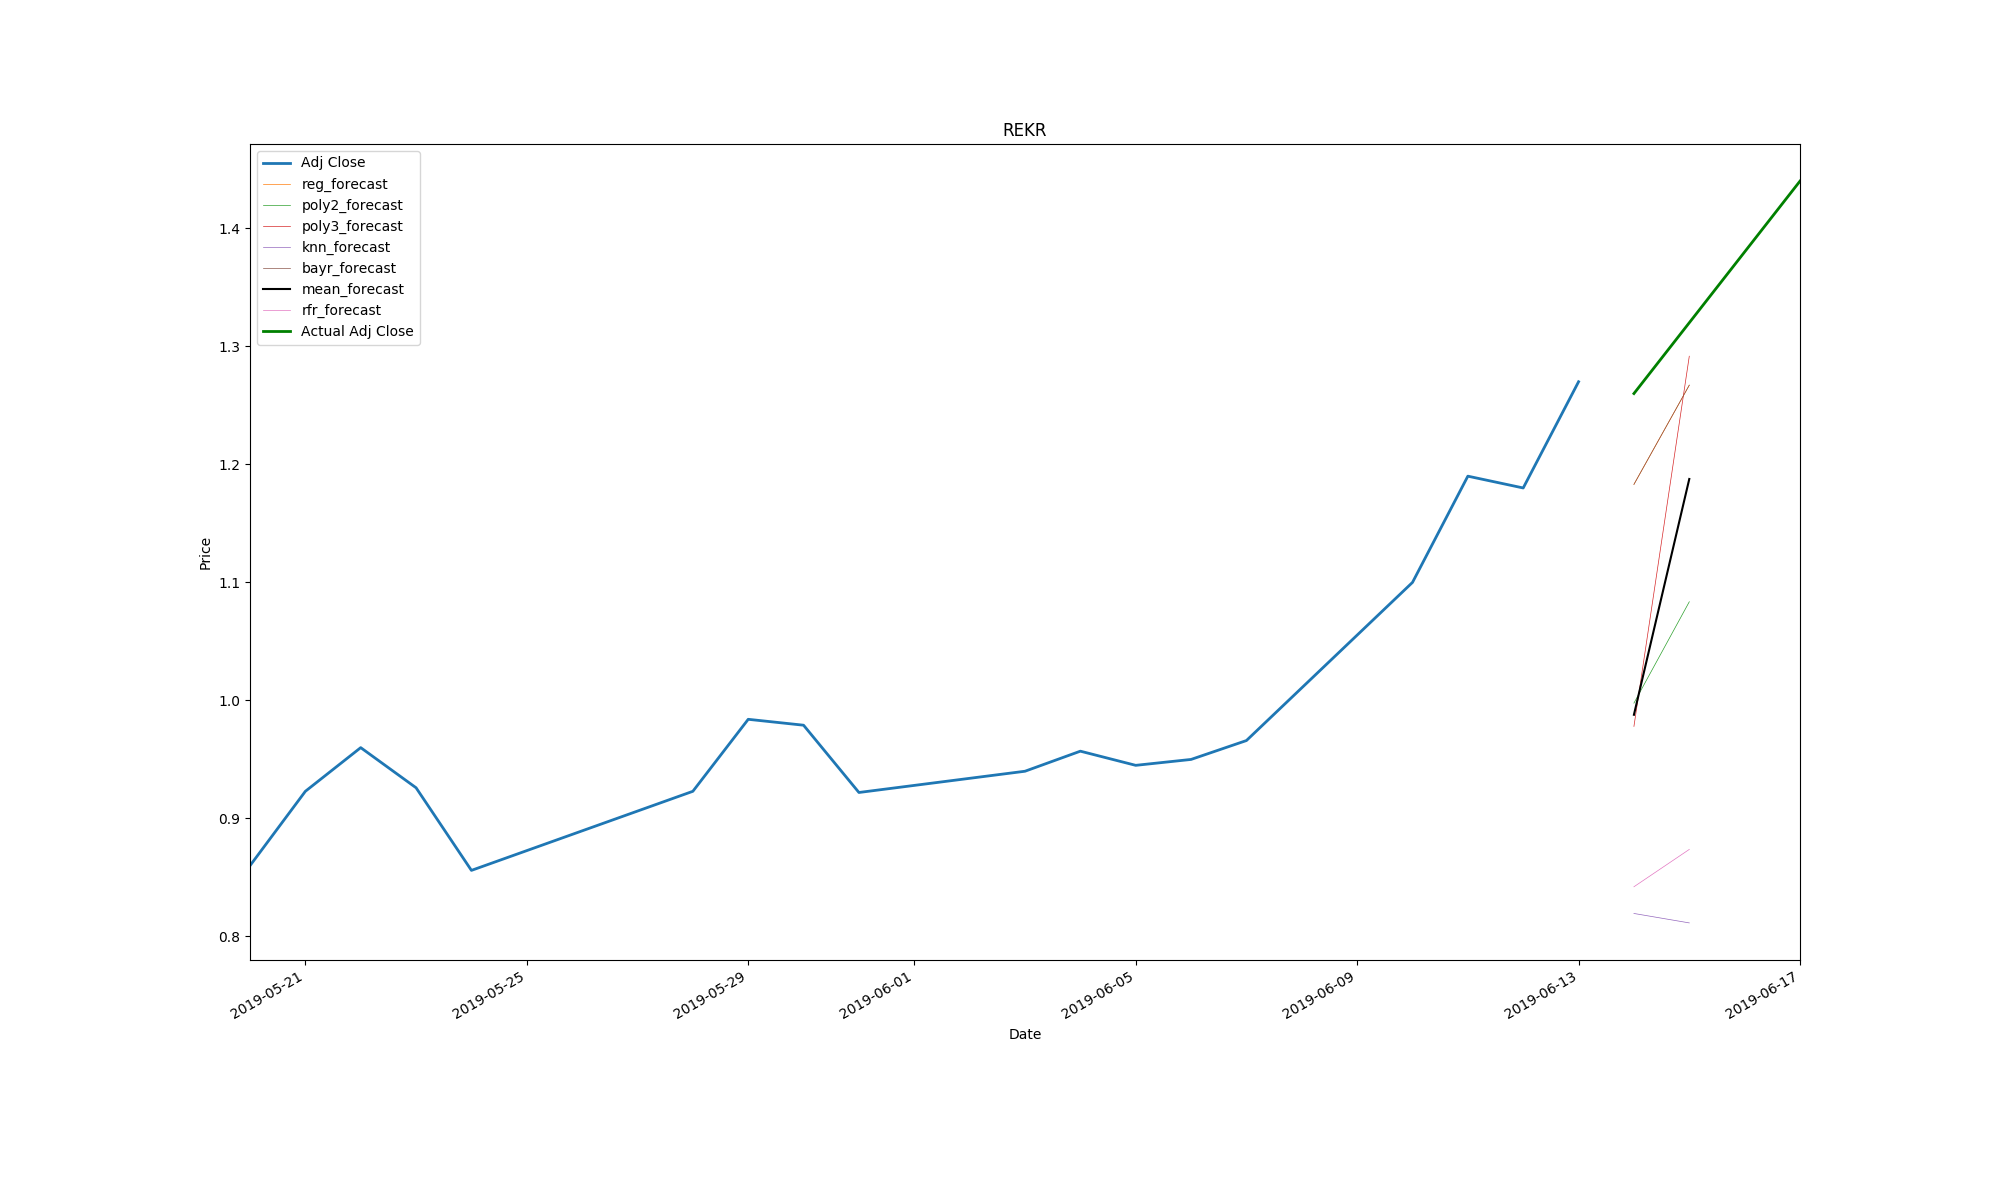 REKR
Adj Close
reg_forecast
poly2_forecast
poly3_forecast
knn_forecast
bayr_forecast
mean_forecast
rfr_forecast
Actual Adj Close
1.4
1.3
1.2
1.1
1.0
0.9
0.8
Price
2019-05-21
2019-05-25
2019-05-29
2019-06-01
2019-06-05
2019-06-09
2019-06-13
2019-06-17
Date